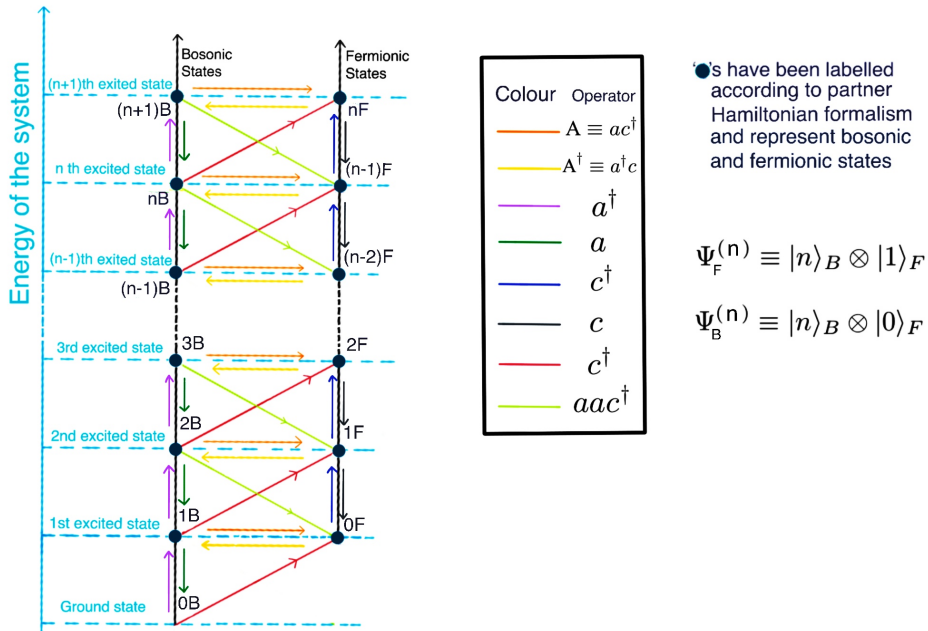 Energy of the system
Bosonic
States
Fermionic
States
(n+1)th exited state
(n+1)B
nF
n th excited state
nB
(n-1)F
(n-1)th exited state
(n-1)B
(n-2)F
3rd excited state
3B
2F
2nd excited state
2B
1F
1st excited state
1B
0F
Ground state
0B
Colour Operator
A ≡ ac†
A† ≡ a†c
a†
a
c†
c
c†
aac†
's have been labelled
according to partner
Hamiltonian formalism
and represent bosonic
and fermionic states
Ψ_F^(n) ≡ |n⟩_B ⊗ |1⟩_F
Ψ_B^(n) ≡ |n⟩_B ⊗ |0⟩_F